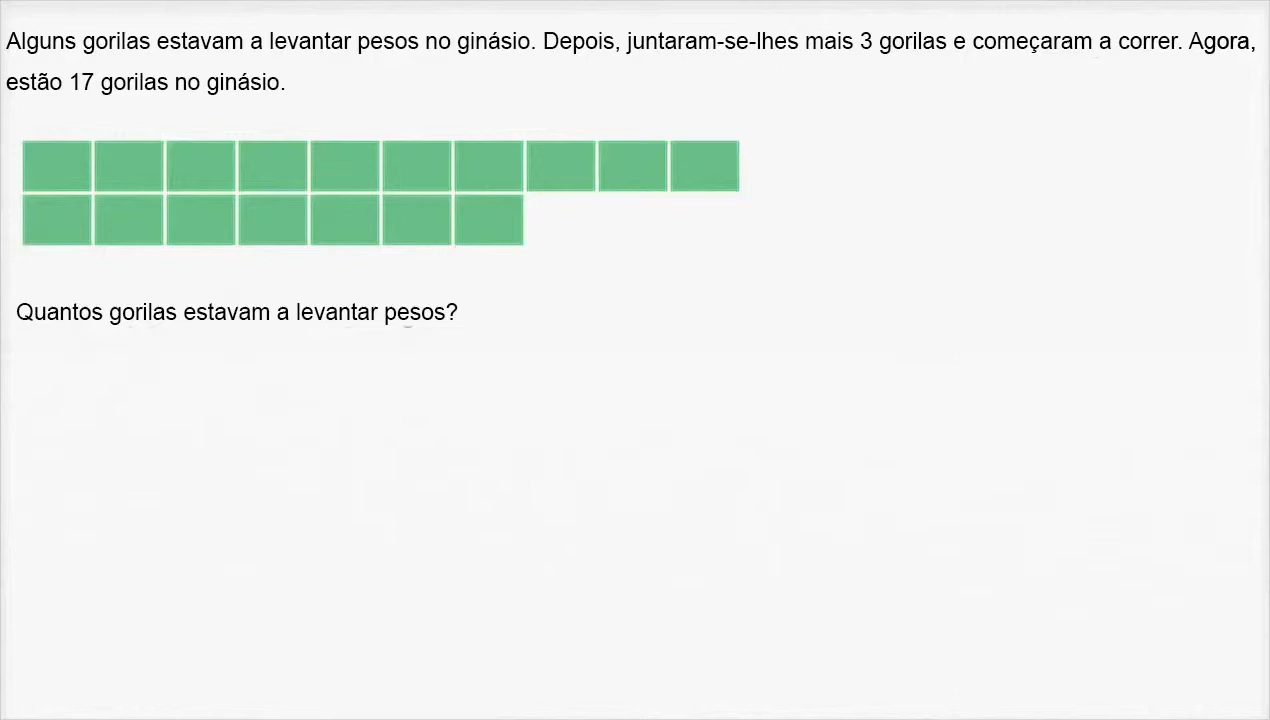 Alguns gorilas estavam a levantar pesos no ginásio. Depois, juntaram-se-lhes mais 3 gorilas e começaram a correr. Agora,
estão 17 gorilas no ginásio.
Quantos gorilas estavam a levantar pesos?